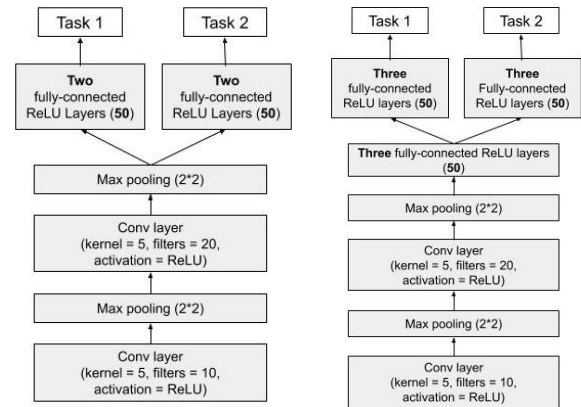 Task 1
Task 2
Two
fully-connected
ReLU Layers (50)
Two
fully-connected
ReLU Layers (50)
Max pooling (2*2)
Conv layer
(kernel = 5, filters = 20,
activation = ReLU)
Max pooling (2*2)
Conv layer
(kernel = 5, filters = 10,
activation = ReLU)
Task 1
Task 2
Three
fully-connected
ReLU layers (50)
Three
Fully-connected
ReLU layers (50)
Three fully-connected ReLU layers
(50)
Max pooling (2*2)
Conv layer
(kernel = 5, filters = 20,
activation = ReLU)
Max pooling (2*2)
Conv layer
(kernel = 5, filters = 10,
activation = ReLU)